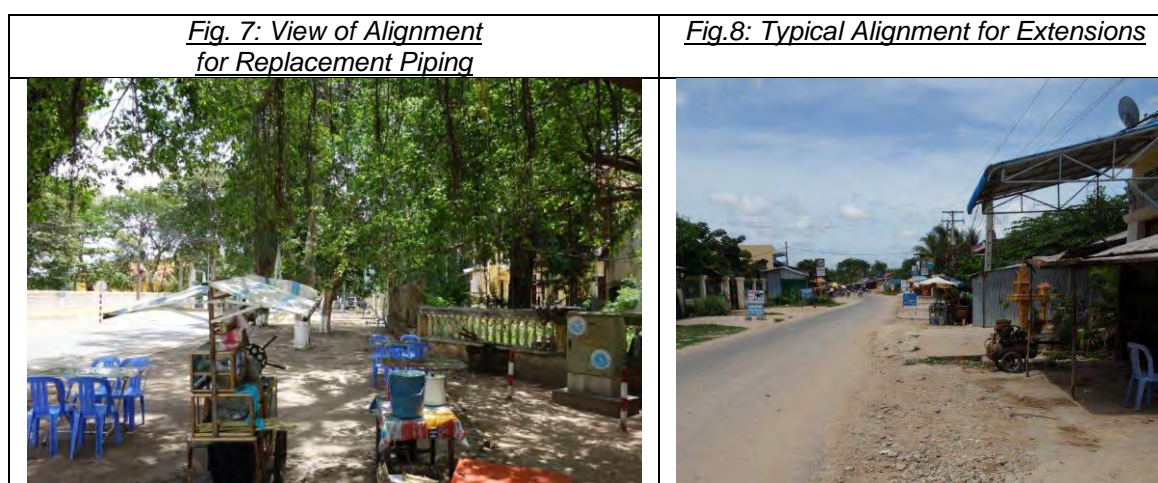 Fig. 7: View of Alignment
for Replacement Piping
Fig.8: Typical Alignment for Extensions